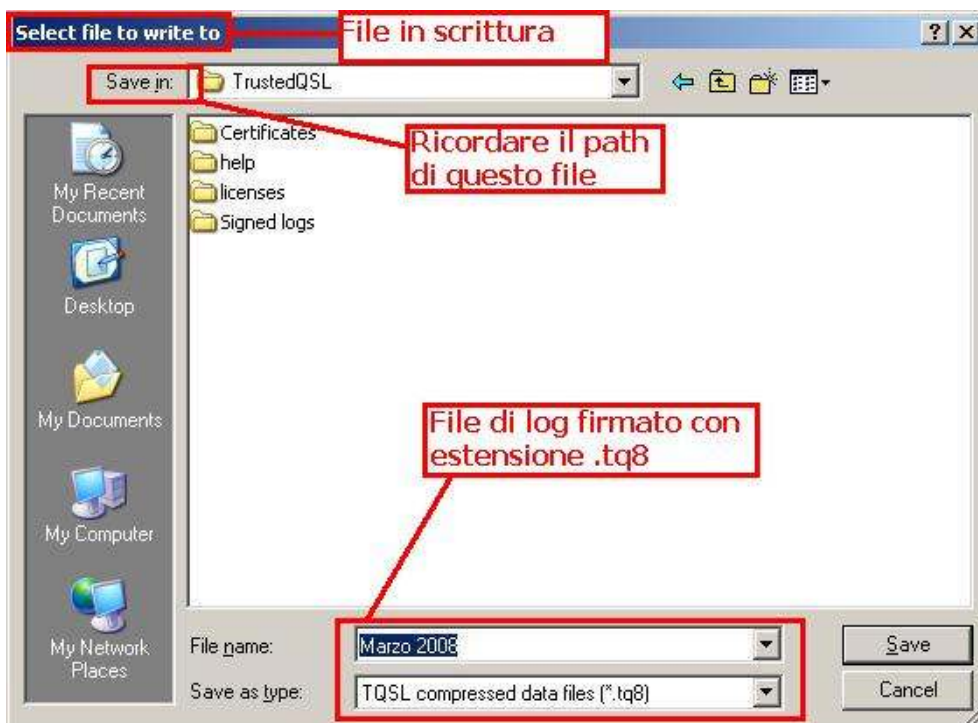 Select file to write to
File in scrittura
Save in:
TrustedQSL
Certificates
help
licenses
Signed logs
Ricordare il path
di questo file
My Recent
Documents
Desktop
My Documents
My Computer
My Network
Places
File di log firmato con
estensione .tq8
File name:
Marzo 2008
Save
Save as type:
TQSL compressed data files (*.tq8)
Cancel